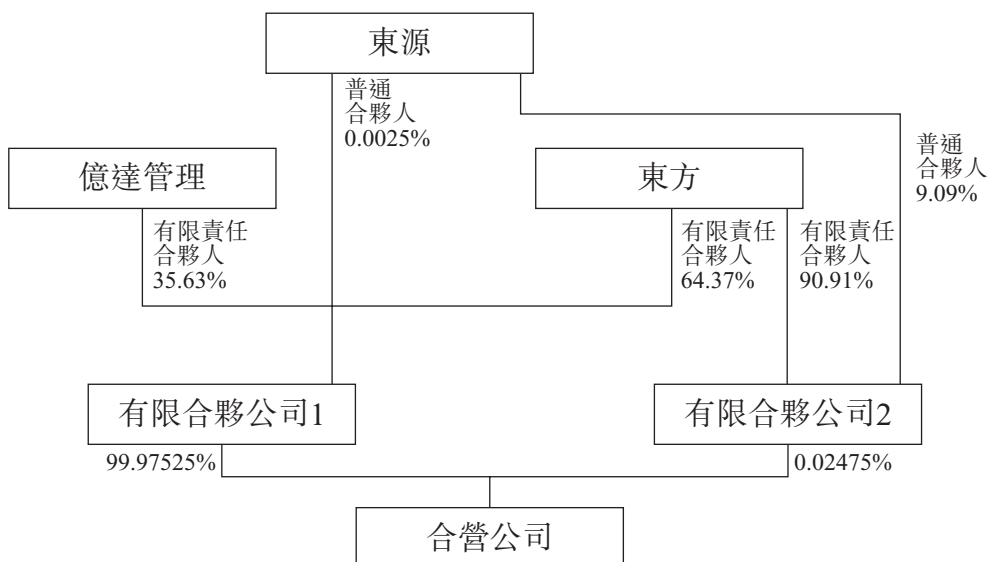 東源
普通
合夥人
0.0025%
普通
合夥人
9.09%
億達管理
東方
有限責任
合夥人
35.63%
有限責任
合夥人
64.37%
有限責任
合夥人
90.91%
有限合夥公司1
有限合夥公司2
99.97525%
0.02475%
合營公司